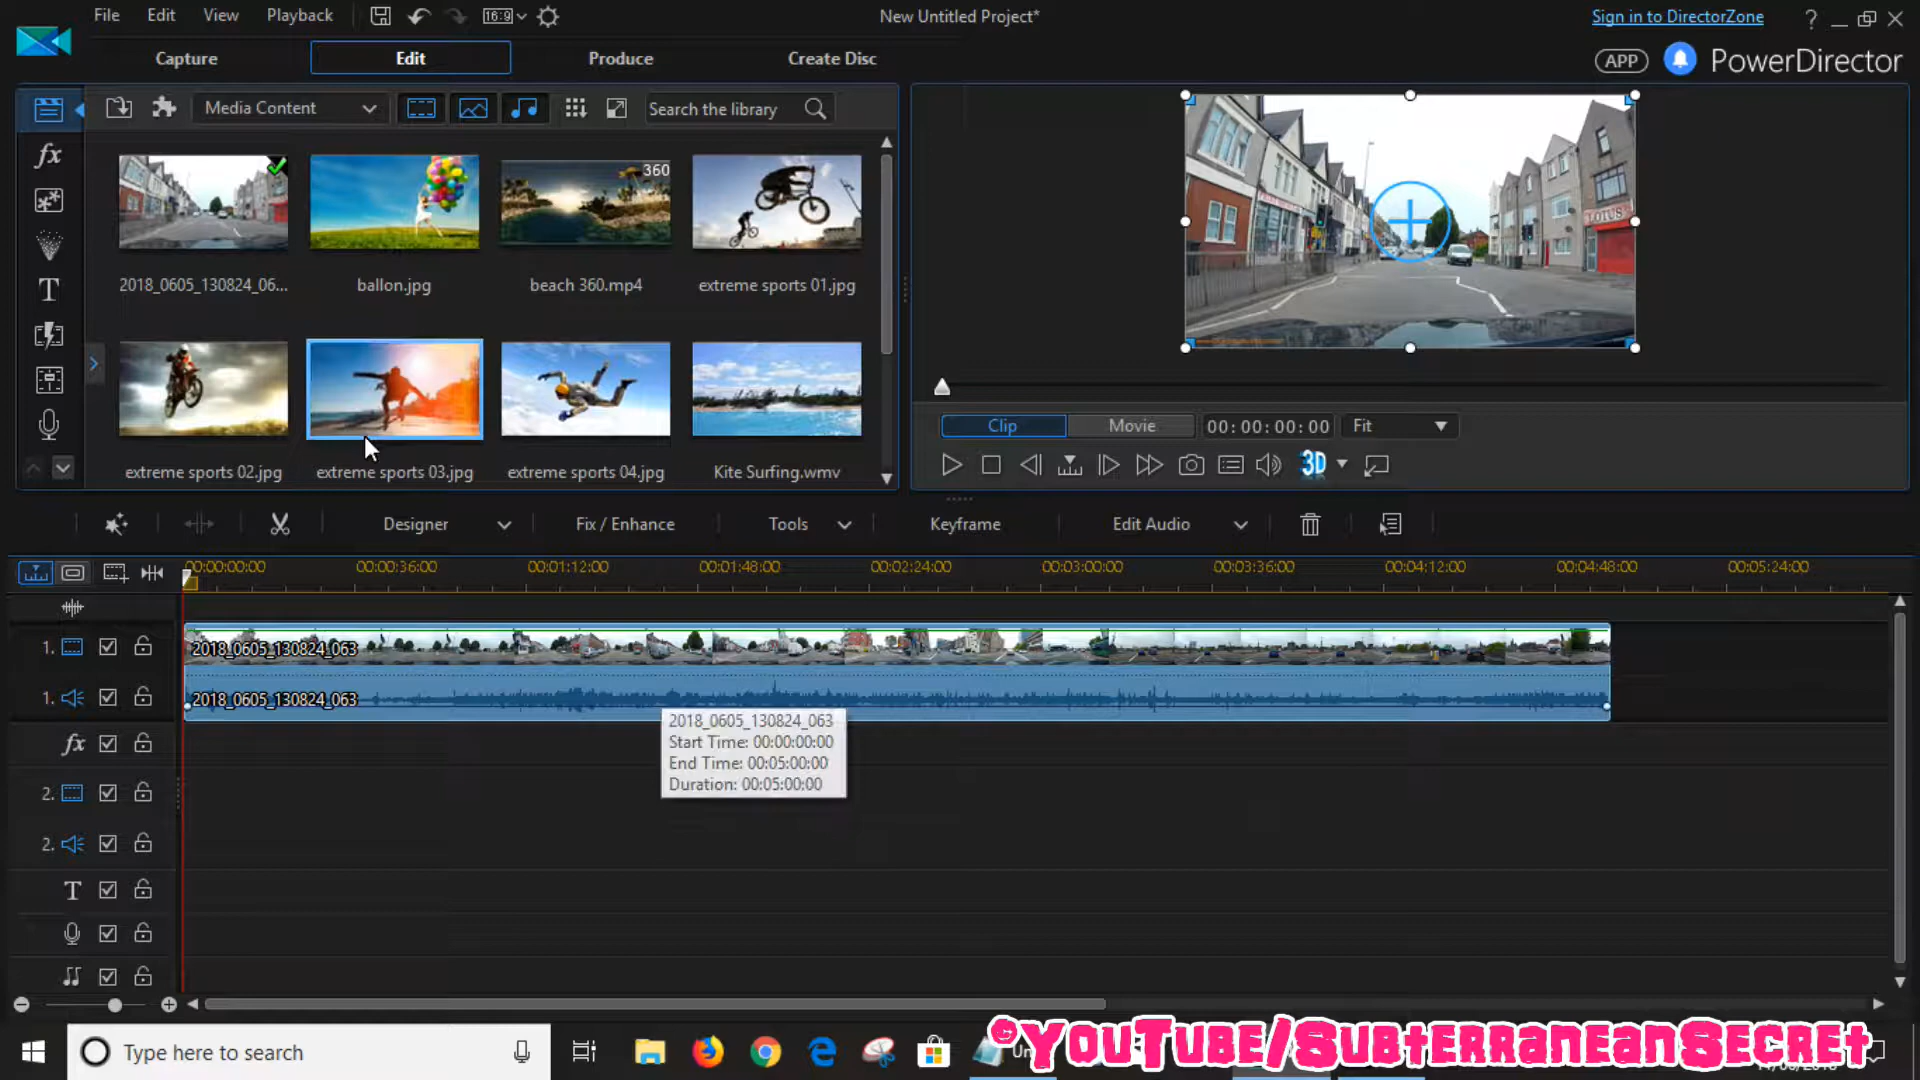 File Edit View Playback 16:9 New Untitled Project* Sign in to DirectorZone ?
Capture Edit Produce Create Disc APP PowerDirector
Media Content Search the library
fx
T
360
2018_0605_130824_06... ballon.jpg beach 360.mp4 extreme sports 01.jpg
extreme sports 02.jpg extreme sports 03.jpg extreme sports 04.jpg Kite Surfing.wmv
LOTUS
Clip Movie 00:00:00:00 Fit
3D
Designer Fix / Enhance Tools Keyframe Edit Audio
00:00:00:00 00:00:36:00 00:01:12:00 00:01:48:00 00:02:24:00 00:03:00:00 00:03:36:00 00:04:12:00 00:04:48:00 00:05:24:00
1. 2018_0605_130824_063
1. 2018_0605_130824_063
2018_0605_130824_063
Start Time: 00:00:00:00
End Time: 00:05:00:00
Duration: 00:05:00:00
fx
2.
2.
T
Type here to search
©YouTube/SubterraneanSecret